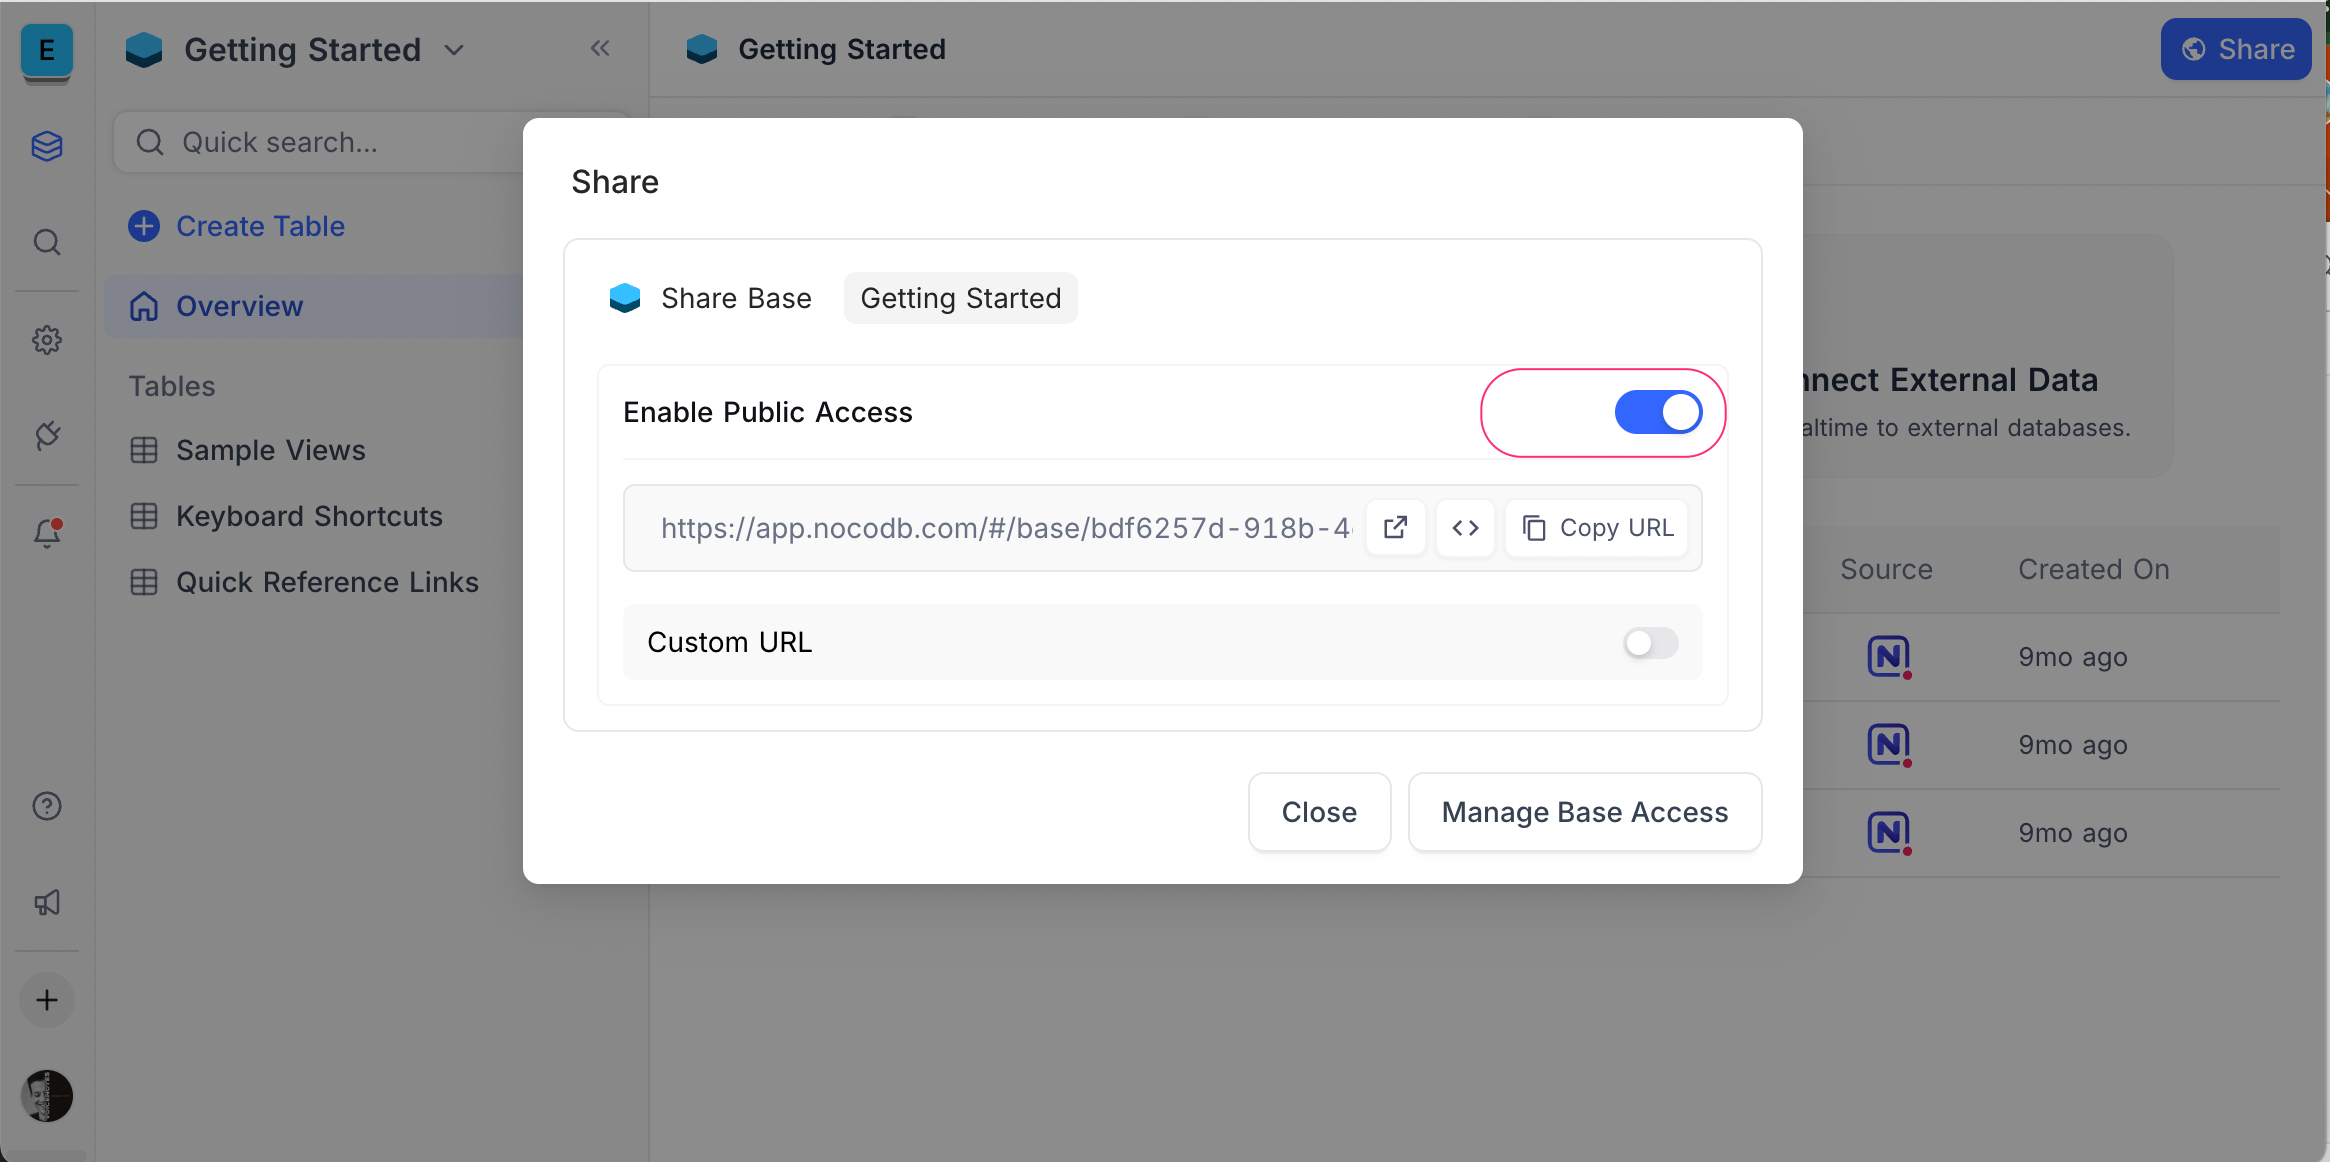 E
Getting Started
Getting Started
Share
Quick search...
Create Table
Overview
Tables
Sample Views
Keyboard Shortcuts
Quick Reference Links
Share
Share Base
Getting Started
Enable Public Access
https://app.nocodb.com/#/base/bdf6257d-918b-4
Copy URL
Custom URL
Close
Manage Base Access
nnect External Data
altime to external databases.
Source
Created On
N
9mo ago
N
9mo ago
N
9mo ago